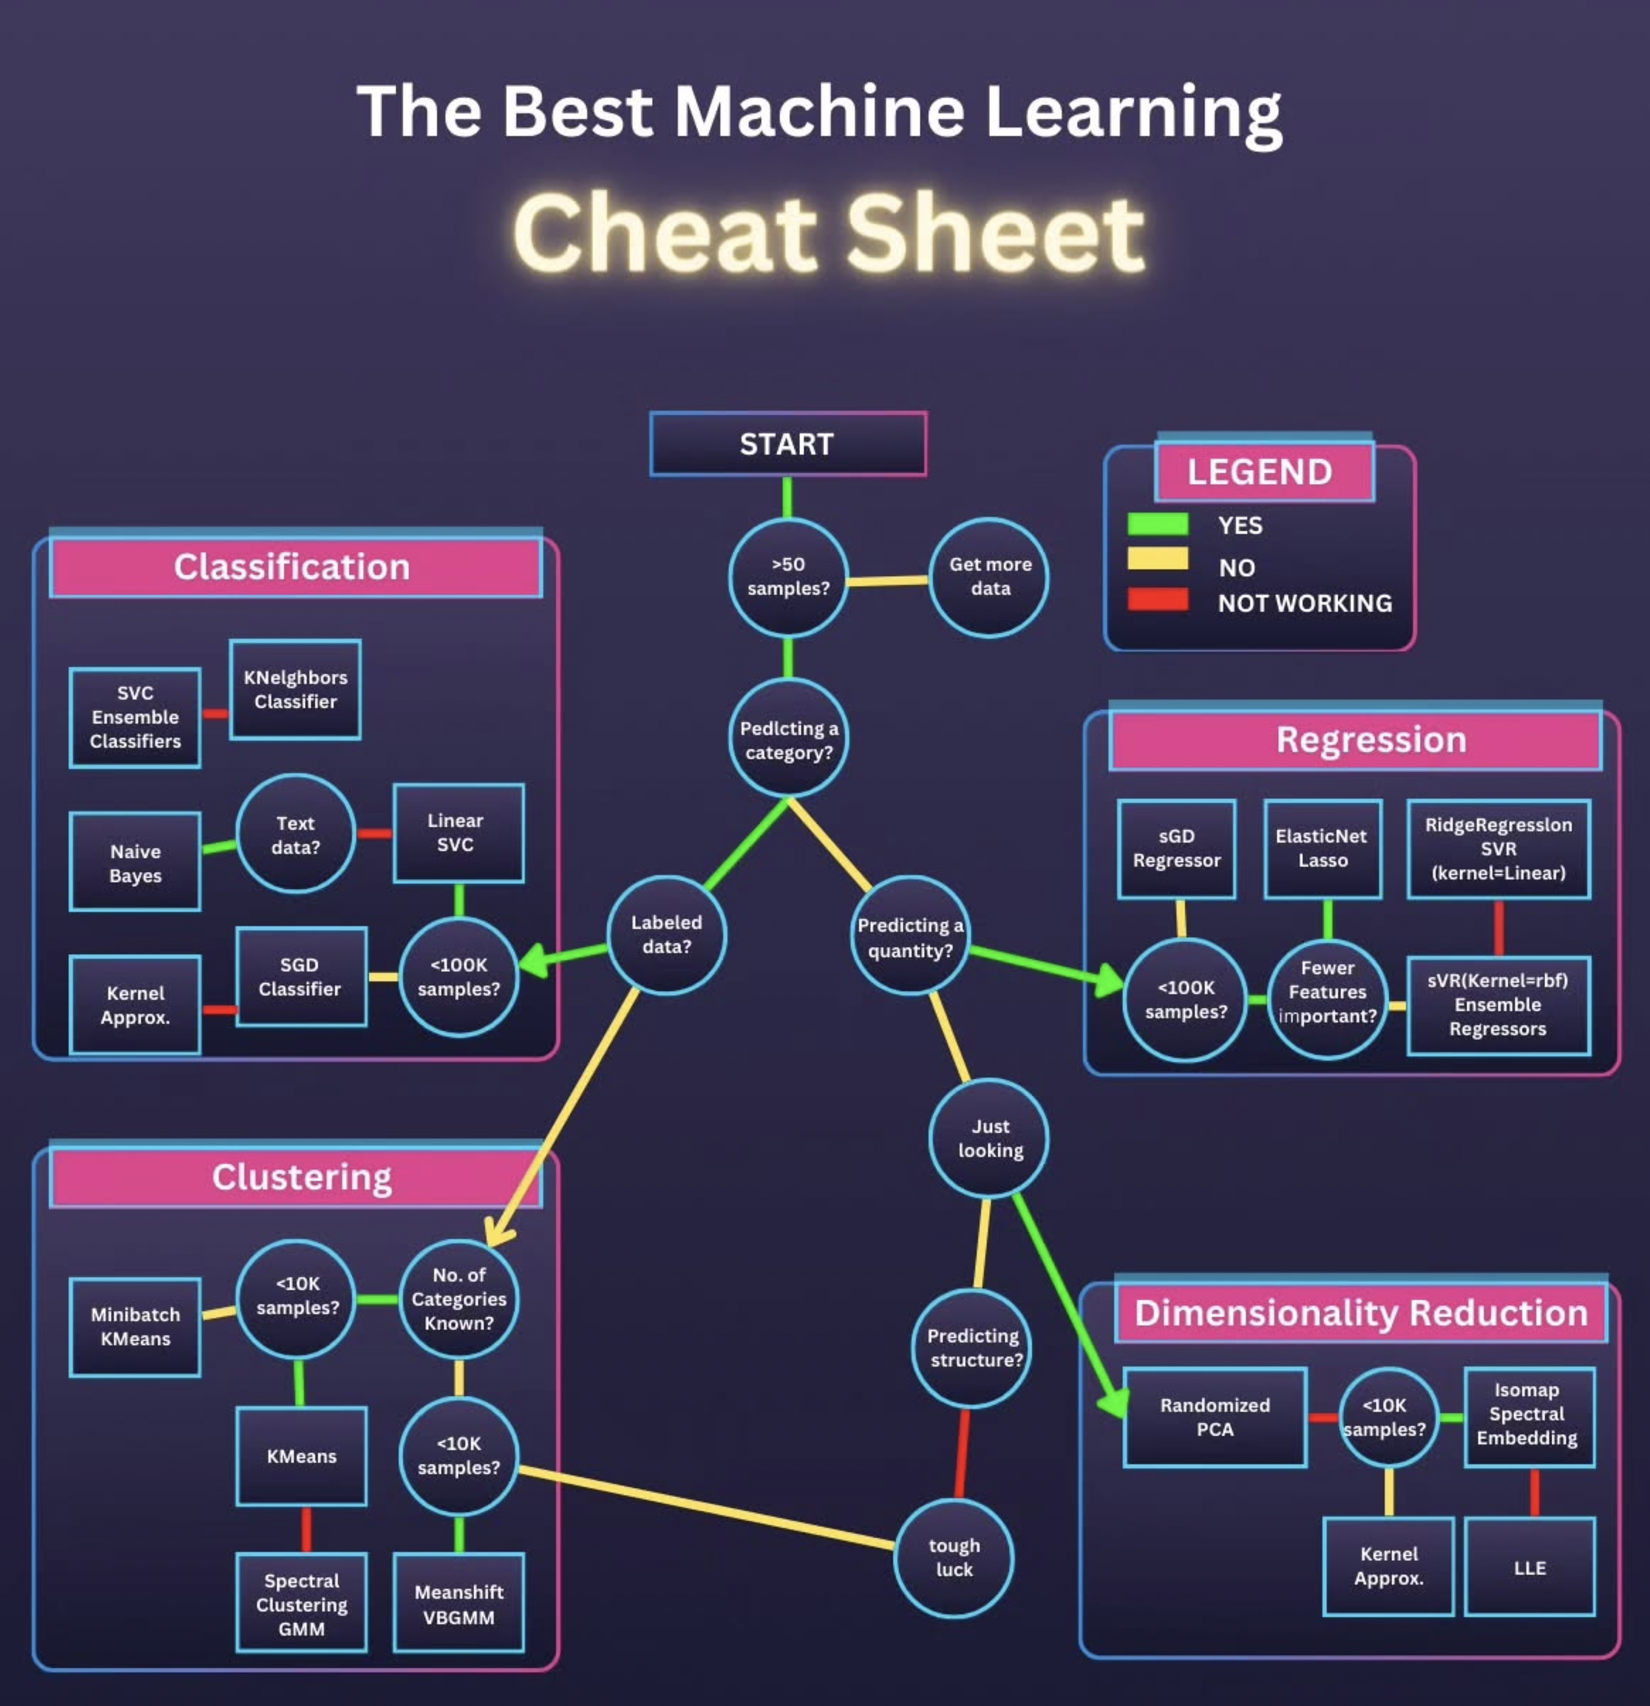 The Best Machine Learning
Cheat Sheet
START
>50
samples?
Get more
data
LEGEND
YES
NO
NOT WORKING
Pedlcting a
category?
Labeled
data?
Predicting a
quantity?
Just
looking
Predicting
structure?
tough
luck
Classification
SVC
Ensemble
Classifiers
KNelghbors
Classifier
Naive
Bayes
Text
data?
Linear
SVC
Kernel
Approx.
SGD
Classifier
<100K
samples?
Regression
sGD
Regressor
ElasticNet
Lasso
RidgeRegresslon
SVR
(kernel=Linear)
<100K
samples?
Fewer
Features
important?
sVR(Kernel=rbf)
Ensemble
Regressors
Clustering
Minibatch
KMeans
<10K
samples?
No. of
Categories
Known?
KMeans
<10K
samples?
Spectral
Clustering
GMM
Meanshift
VBGMM
Dimensionality Reduction
Randomized
PCA
<10K
samples?
Isomap
Spectral
Embedding
Kernel
Approx.
LLE